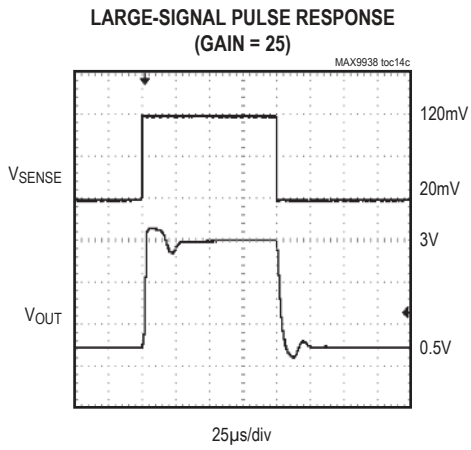 LARGE-SIGNAL PULSE RESPONSE
(GAIN = 25)
MAX9938 toc14c
120mV
VSENSE
20mV
3V
VOUT
0.5V
25µs/div